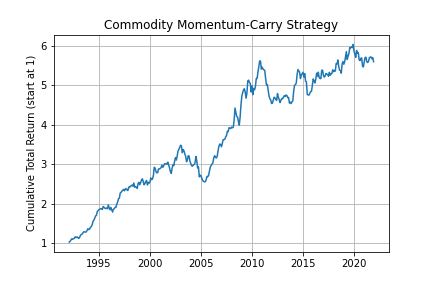 Commodity Momentum-Carry Strategy
Cumulative Total Return (start at 1)
6
5
4
3
2
1
1995 2000 2005 2010 2015 2020